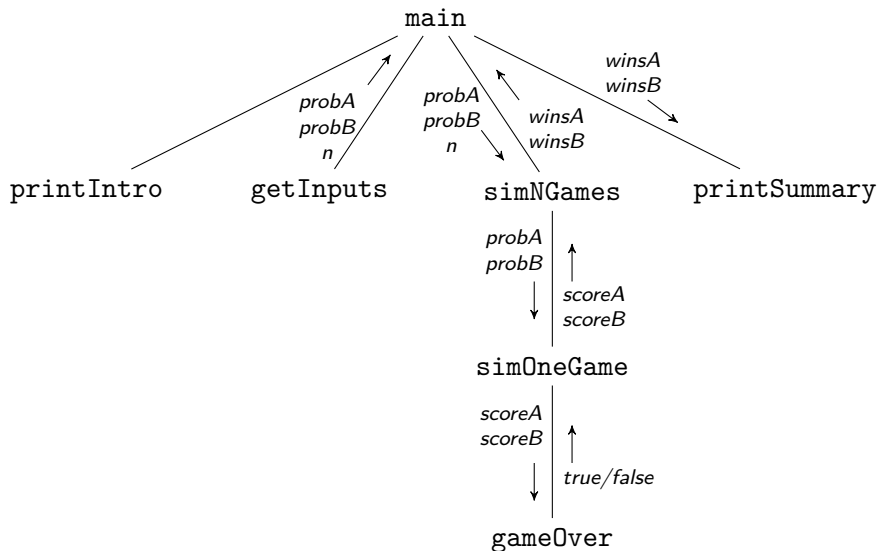 main
winsA
winsB
probA
probB
n
probA
probB
n
winsA
winsB
printIntro
getInputs
simNGames
printSummary
probA
probB
scoreA
scoreB
simOneGame
scoreA
scoreB
true/false
gameOver